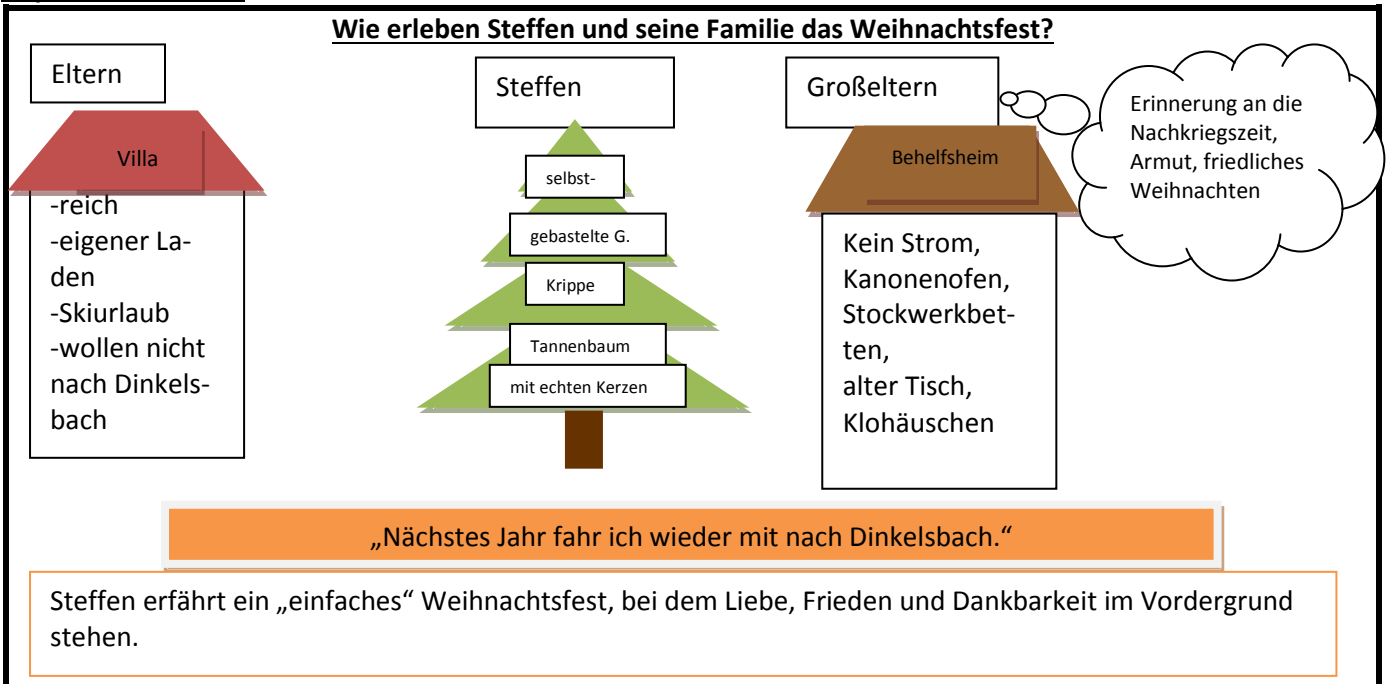 Wie erleben Steffen und seine Familie das Weihnachtsfest?
Eltern
Villa
-reich
-eigener La-
den
-Skiurlaub
-wollen nicht
nach Dinkels-
bach
Steffen
selbst-
gebastelte G.
Krippe
Tannenbaum
mit echten Kerzen
Großeltern
Behelfsheim
Kein Strom,
Kanonenofen,
Stockwerkbet-
ten,
alter Tisch,
Klohäuschen
Erinnerung an die
Nachkriegszeit,
Armut, friedliches
Weihnachten
„Nächstes Jahr fahr ich wieder mit nach Dinkelsbach.“
Steffen erfährt ein „einfaches“ Weihnachtsfest, bei dem Liebe, Frieden und Dankbarkeit im Vordergrund
stehen.